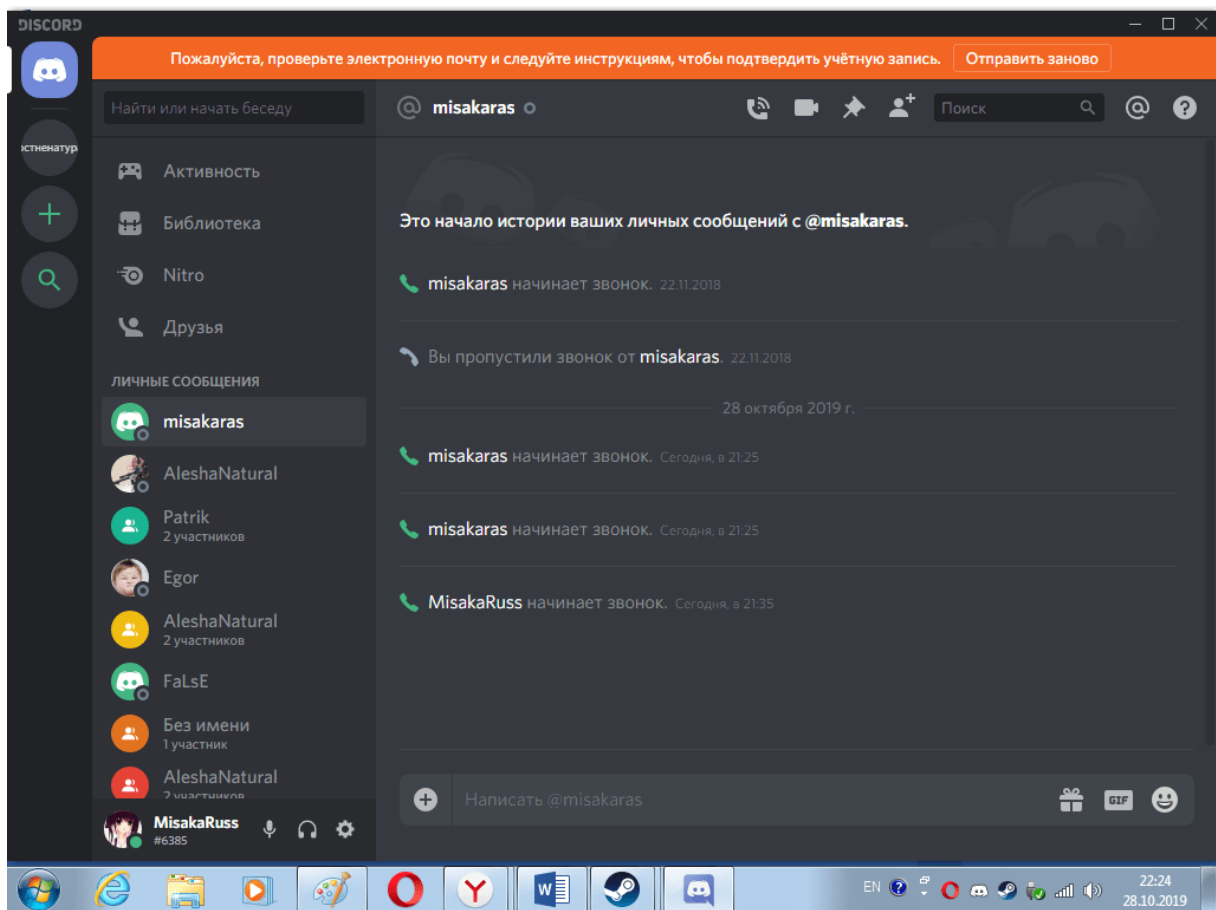 DISCORD
Пожалуйста, проверьте электронную почту и следуйте инструкциям, чтобы подтвердить учётную запись. Отправить заново
Найти или начать беседу
misakaras
Поиск
остненатур
Активность
Библиотека
Nitro
Друзья
ЛИЧНЫЕ СООБЩЕНИЯ
misakaras
AleshaNatural
Patrik
2 участников
Egor
AleshaNatural
2 участников
FaLsE
Без имени
1 участник
AleshaNatural
2 участников
MisakaRuss
#6385
Это начало истории ваших личных сообщений с @misakaras.
misakaras начинает звонок. 22.11.2018
Вы пропустили звонок от misakaras. 22.11.2018
28 октября 2019 г.
misakaras начинает звонок. Сегодня, в 21:25
misakaras начинает звонок. Сегодня, в 21:25
MisakaRuss начинает звонок. Сегодня, в 21:35
Написать @misakaras
GIF
EN
22:24
28.10.2019